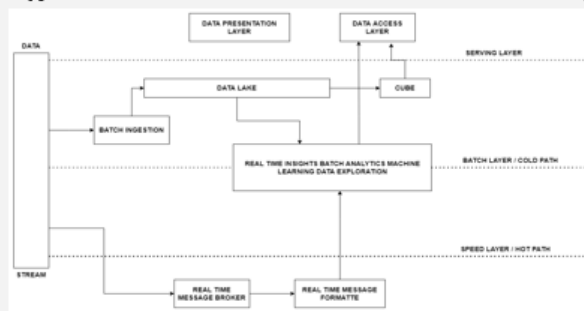 DATA PRESENTATION
LAYER
DATA ACCESS
LAYER
DATA
SERVING LAYER
DATA LAKE
CUBE
BATCH INGESTION
REAL TIME INSIGHTS BATCH ANALYTICS MACHINE
LEARNING DATA EXPLORATION
BATCH LAYER / COLD PATH
SPEED LAYER / HOT PATH
STREAM
REAL TIME
MESSAGE BROKER
REAL TIME MESSAGE
FORMATTE